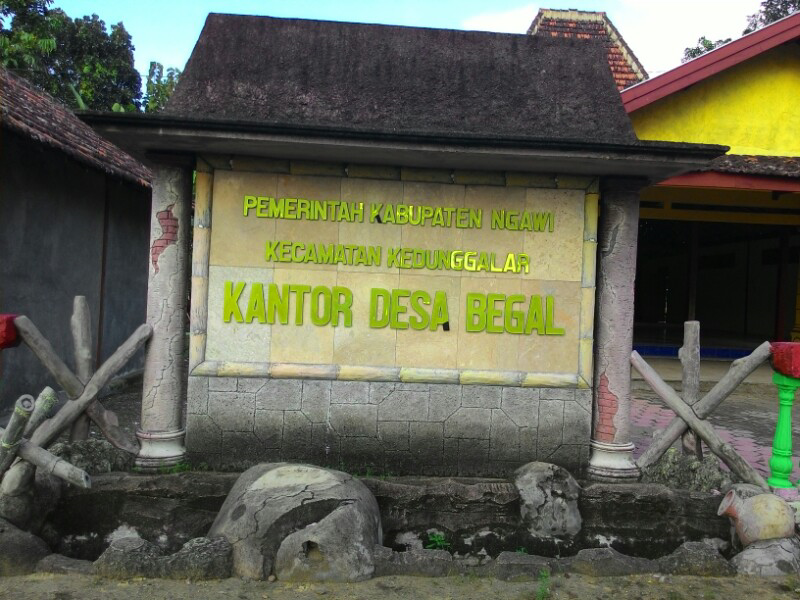 PEMERINTAH KABUPATEN NGAWI
KECAMATAN KEDUNGGALAR
KANTOR DESA BEGAL